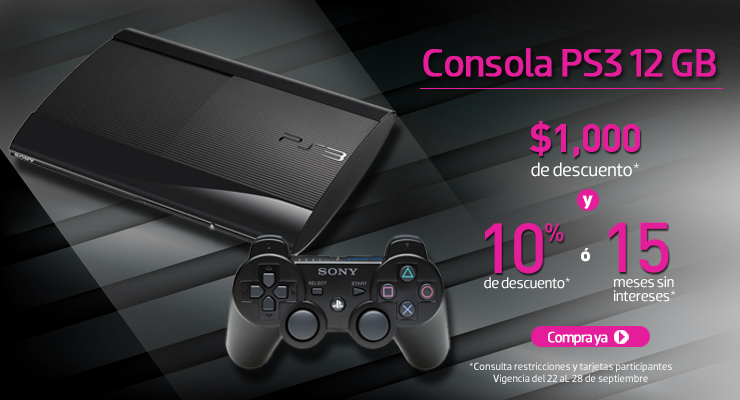 Consola PS3 12 GB
$1,000
de descuento*
y
10%
de descuento*
ó
15
meses sin
intereses*
Compra ya
*Consulta restricciones y tarjetas participantes
Vigencia del 22 al 28 de septiembre
PS3
SONY
SONY
SELECT
START